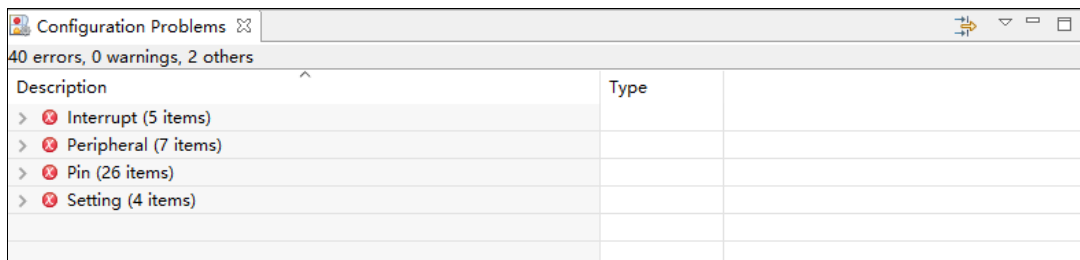 Configuration Problems
40 errors, 0 warnings, 2 others
Description Type
Interrupt (5 items)
Peripheral (7 items)
Pin (26 items)
Setting (4 items)